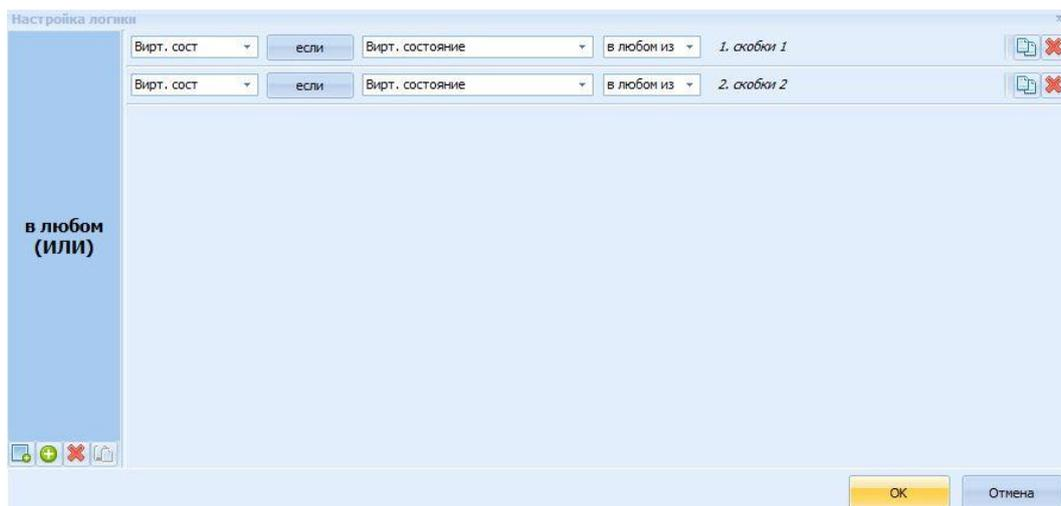 Настройка логики
Вирт. сост если Вирт. состояние в любом из 1. скобки 1
Вирт. сост если Вирт. состояние в любом из 2. скобки 2
в любом
(ИЛИ)
ОК Отмена